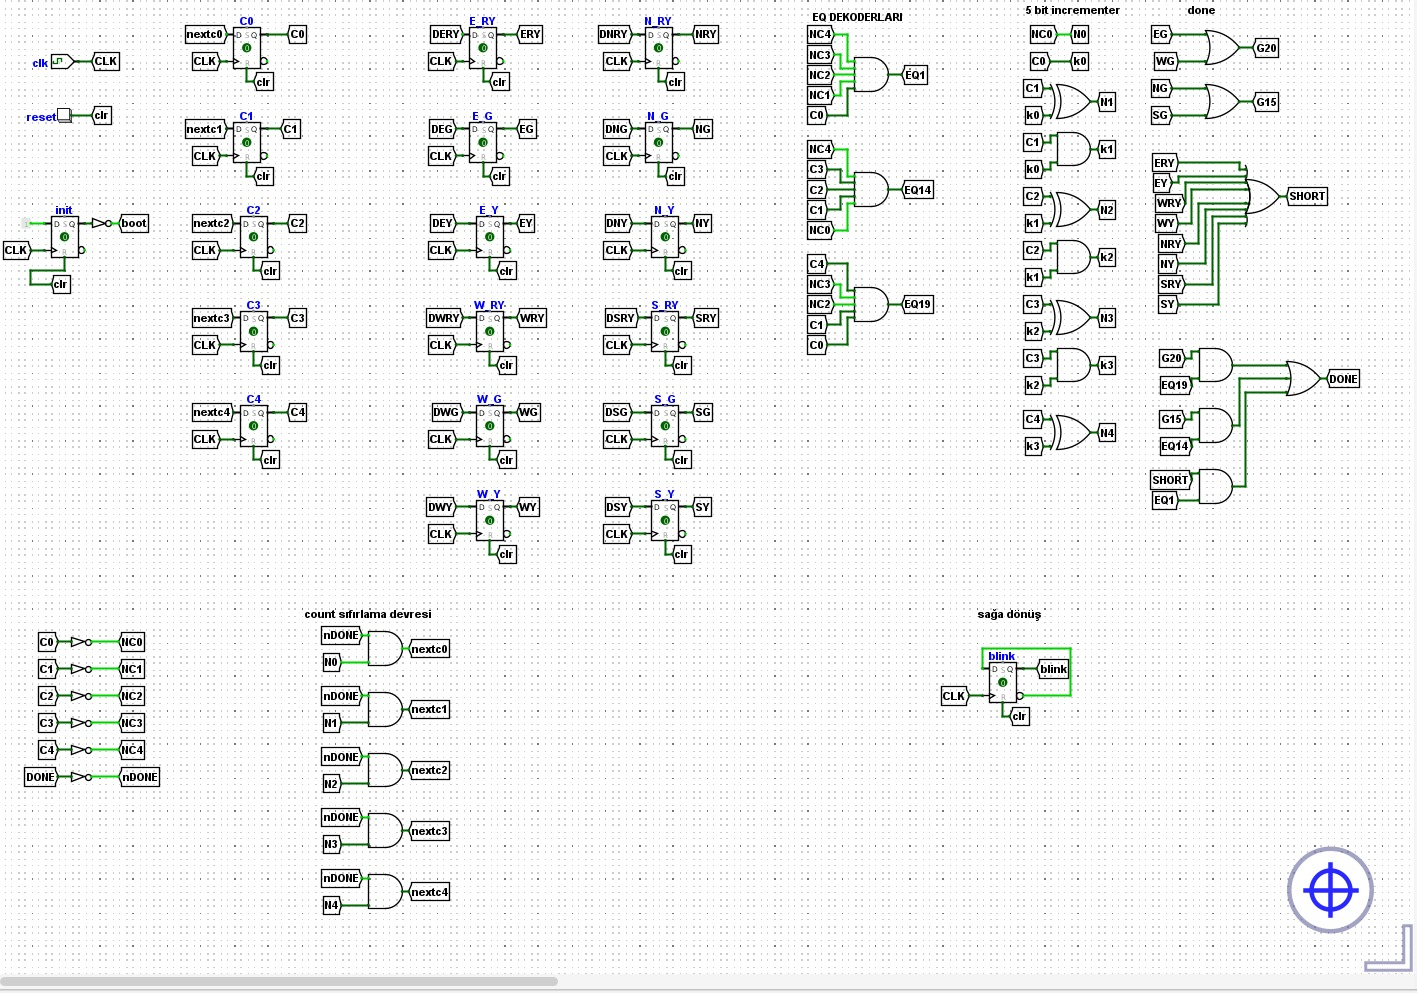 clk CLK
reset clr
init
D S Q
boot
CLK
clr
C0
nextc0 D S Q C0
CLK
clr
C1
nextc1 D S Q C1
CLK
clr
C2
nextc2 D S Q C2
CLK
clr
C3
nextc3 D S Q C3
CLK
clr
C4
nextc4 D S Q C4
CLK
clr
E_RY
DERY D S Q ERY
CLK
clr
E_G
DEG D S Q EG
CLK
clr
E_Y
DEY D S Q EY
CLK
clr
W_RY
DWRY D S Q WRY
CLK
clr
W_G
DWG D S Q WG
CLK
clr
W_Y
DWY D S Q WY
CLK
clr
N_RY
DNRY D S Q NRY
CLK
clr
N_G
DNG D S Q NG
CLK
clr
N_Y
DNY D S Q NY
CLK
clr
S_RY
DSRY D S Q SRY
CLK
clr
S_G
DSG D S Q SG
CLK
clr
S_Y
DSY D S Q SY
CLK
clr
EQ DEKODERLARI
NC4
NC3
NC2 EQ1
NC1
C0
NC4
C3
C2 EQ14
C1
NC0
C4
NC3
NC2 EQ19
C1
C0
5 bit incrementer
NC0 N0
C0 k0
C1
N1
k0
C1
k1
k0
C2
N2
k1
C2
k2
k1
C3
N3
k2
C3
k3
k2
C4
N4
k3
done
EG
G20
WG
NG
G15
SG
ERY
EY
WRY SHORT
WY
NRY
NY
SRY
SY
G20
EQ19 DONE
G15
EQ14
SHORT
EQ1
C0 NC0
C1 NC1
C2 NC2
C3 NC3
C4 NC4
DONE nDONE
count sıfırlama devresi
nDONE
nextc0
N0
nDONE
nextc1
N1
nDONE
nextc2
N2
nDONE
nextc3
N3
nDONE
nextc4
N4
sağa dönüş
blink
D S Q blink
CLK
clr